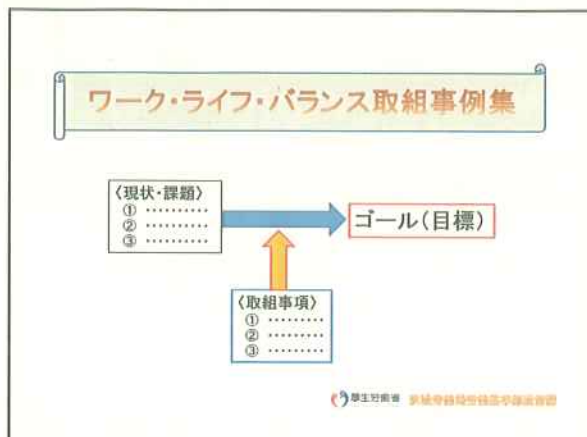 ワーク・ライフ・バランス取組事例集
〈現状・課題〉
① ………
② ………
③ ………
ゴール(目標)
〈取組事項〉
① ………
② ………
③ ………
厚生労働省